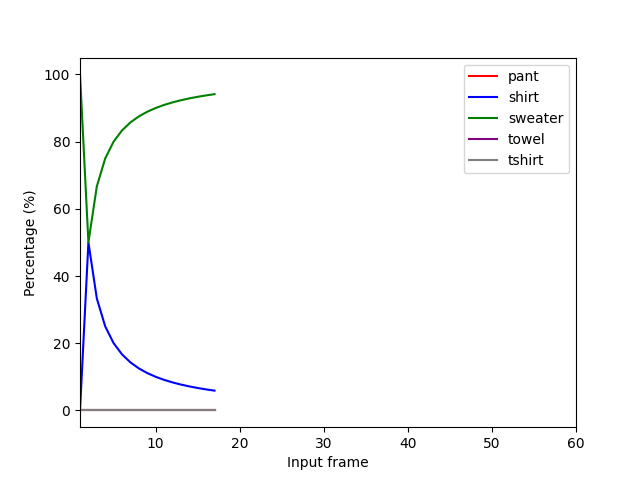 100
80
60
40
20
0
Percentage (%)
10 20 30 40 50 60
Input frame
pant
shirt
sweater
towel
tshirt